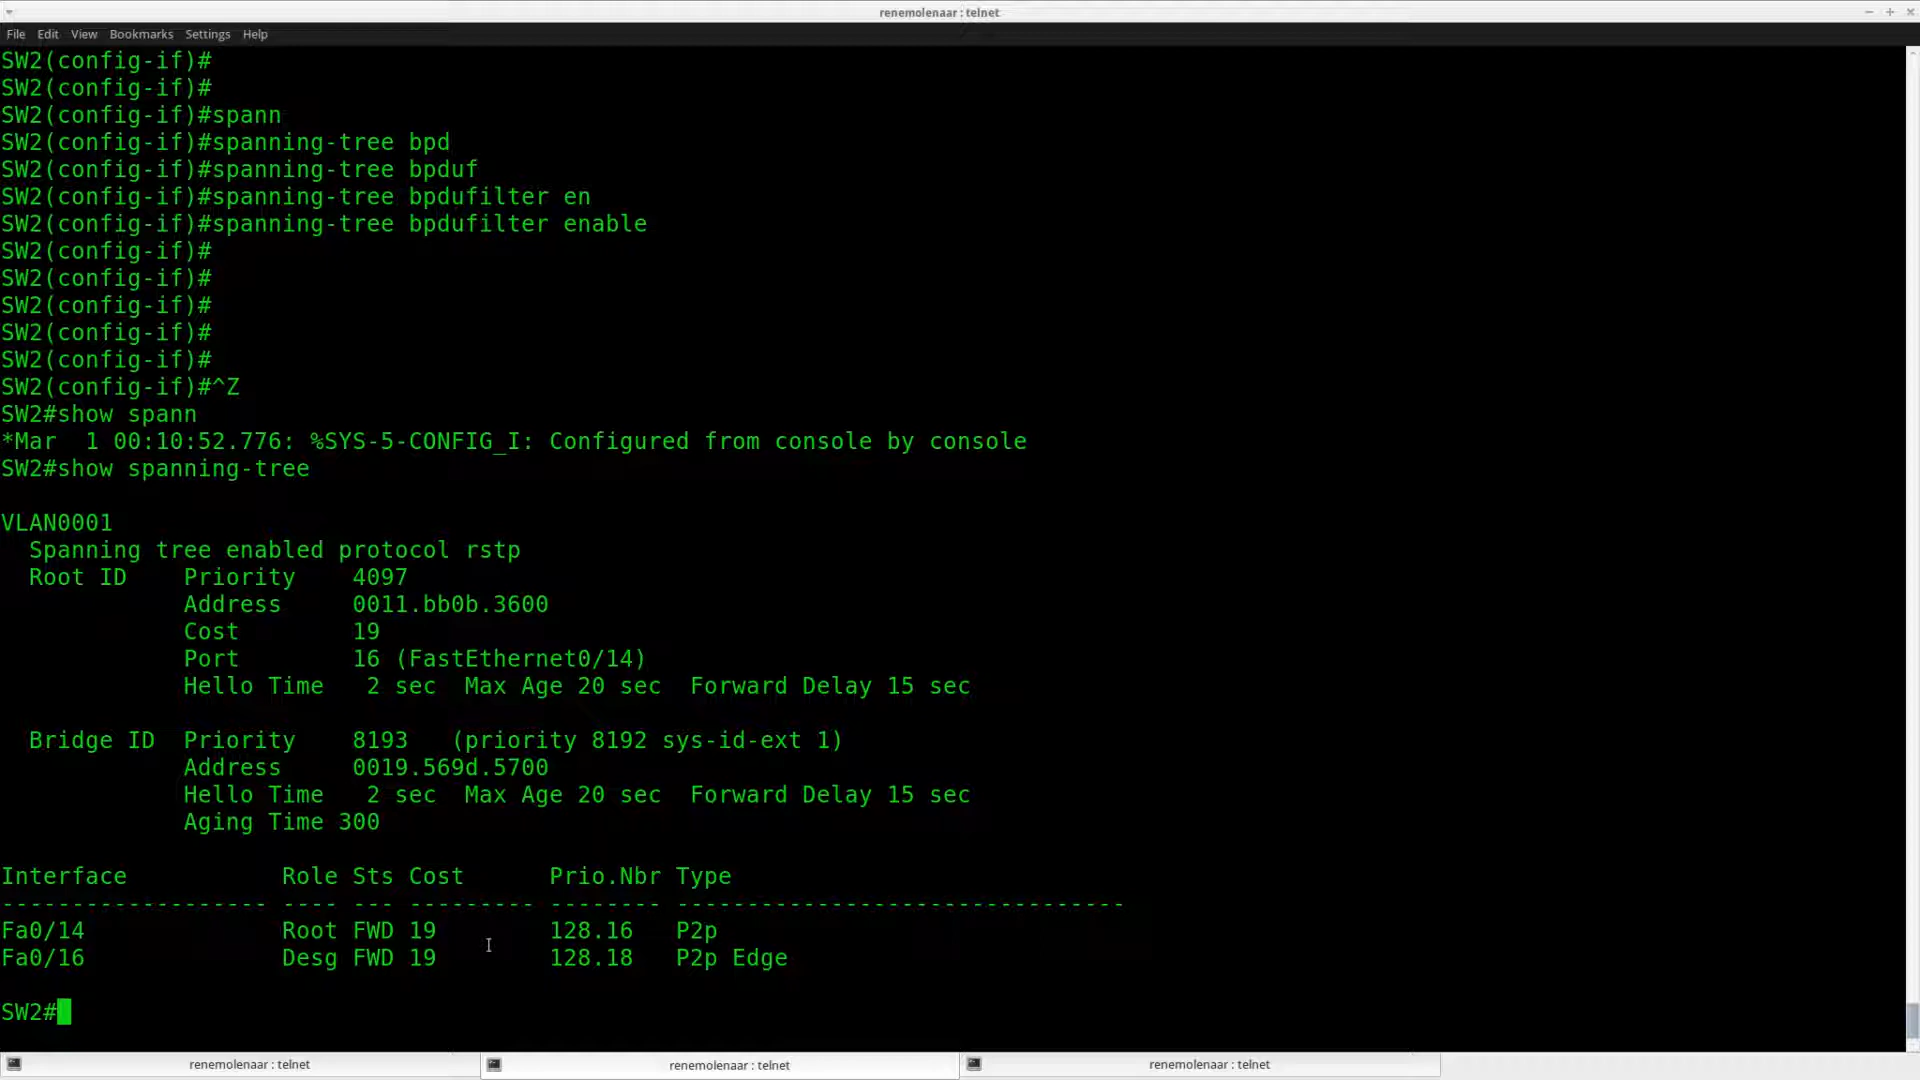 renemolenaar : telnet
File Edit View Bookmarks Settings Help
SW2(config-if)#
SW2(config-if)#
SW2(config-if)#spann
SW2(config-if)#spanning-tree bpd
SW2(config-if)#spanning-tree bpduf
SW2(config-if)#spanning-tree bpdufilter en
SW2(config-if)#spanning-tree bpdufilter enable
SW2(config-if)#
SW2(config-if)#
SW2(config-if)#
SW2(config-if)#
SW2(config-if)#
SW2(config-if)#^Z
SW2#show spann
*Mar  1 00:10:52.776: %SYS-5-CONFIG_I: Configured from console by console
SW2#show spanning-tree
VLAN0001
  Spanning tree enabled protocol rstp
  Root ID    Priority    4097
             Address     0011.bb0b.3600
             Cost        19
             Port        16 (FastEthernet0/14)
             Hello Time   2 sec  Max Age 20 sec  Forward Delay 15 sec
  Bridge ID  Priority    8193   (priority 8192 sys-id-ext 1)
             Address     0019.569d.5700
             Hello Time   2 sec  Max Age 20 sec  Forward Delay 15 sec
             Aging Time 300
Interface           Role Sts Cost      Prio.Nbr Type
------------------- ---- --- --------- -------- --------------------------------
Fa0/14              Root FWD 19        128.16   P2p
Fa0/16              Desg FWD 19        128.18   P2p Edge
SW2#
renemolenaar : telnet renemolenaar : telnet renemolenaar : telnet